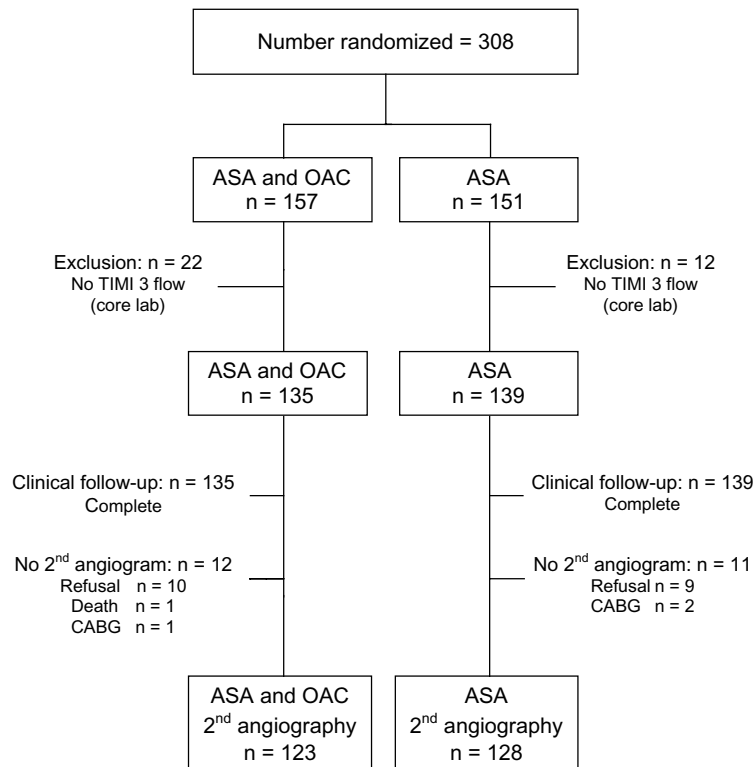 Number randomized = 308
ASA and OAC
n = 157
ASA
n = 151
Exclusion: n = 22
No TIMI 3 flow
(core lab)
Exclusion: n = 12
No TIMI 3 flow
(core lab)
ASA and OAC
n = 135
ASA
n = 139
Clinical follow-up: n = 135
Complete
Clinical follow-up: n = 139
Complete
No 2nd angiogram: n = 12
Refusal n = 10
Death n = 1
CABG n = 1
No 2nd angiogram: n = 11
Refusal n = 9
CABG n = 2
ASA and OAC
2nd angiography
n = 123
ASA
2nd angiography
n = 128